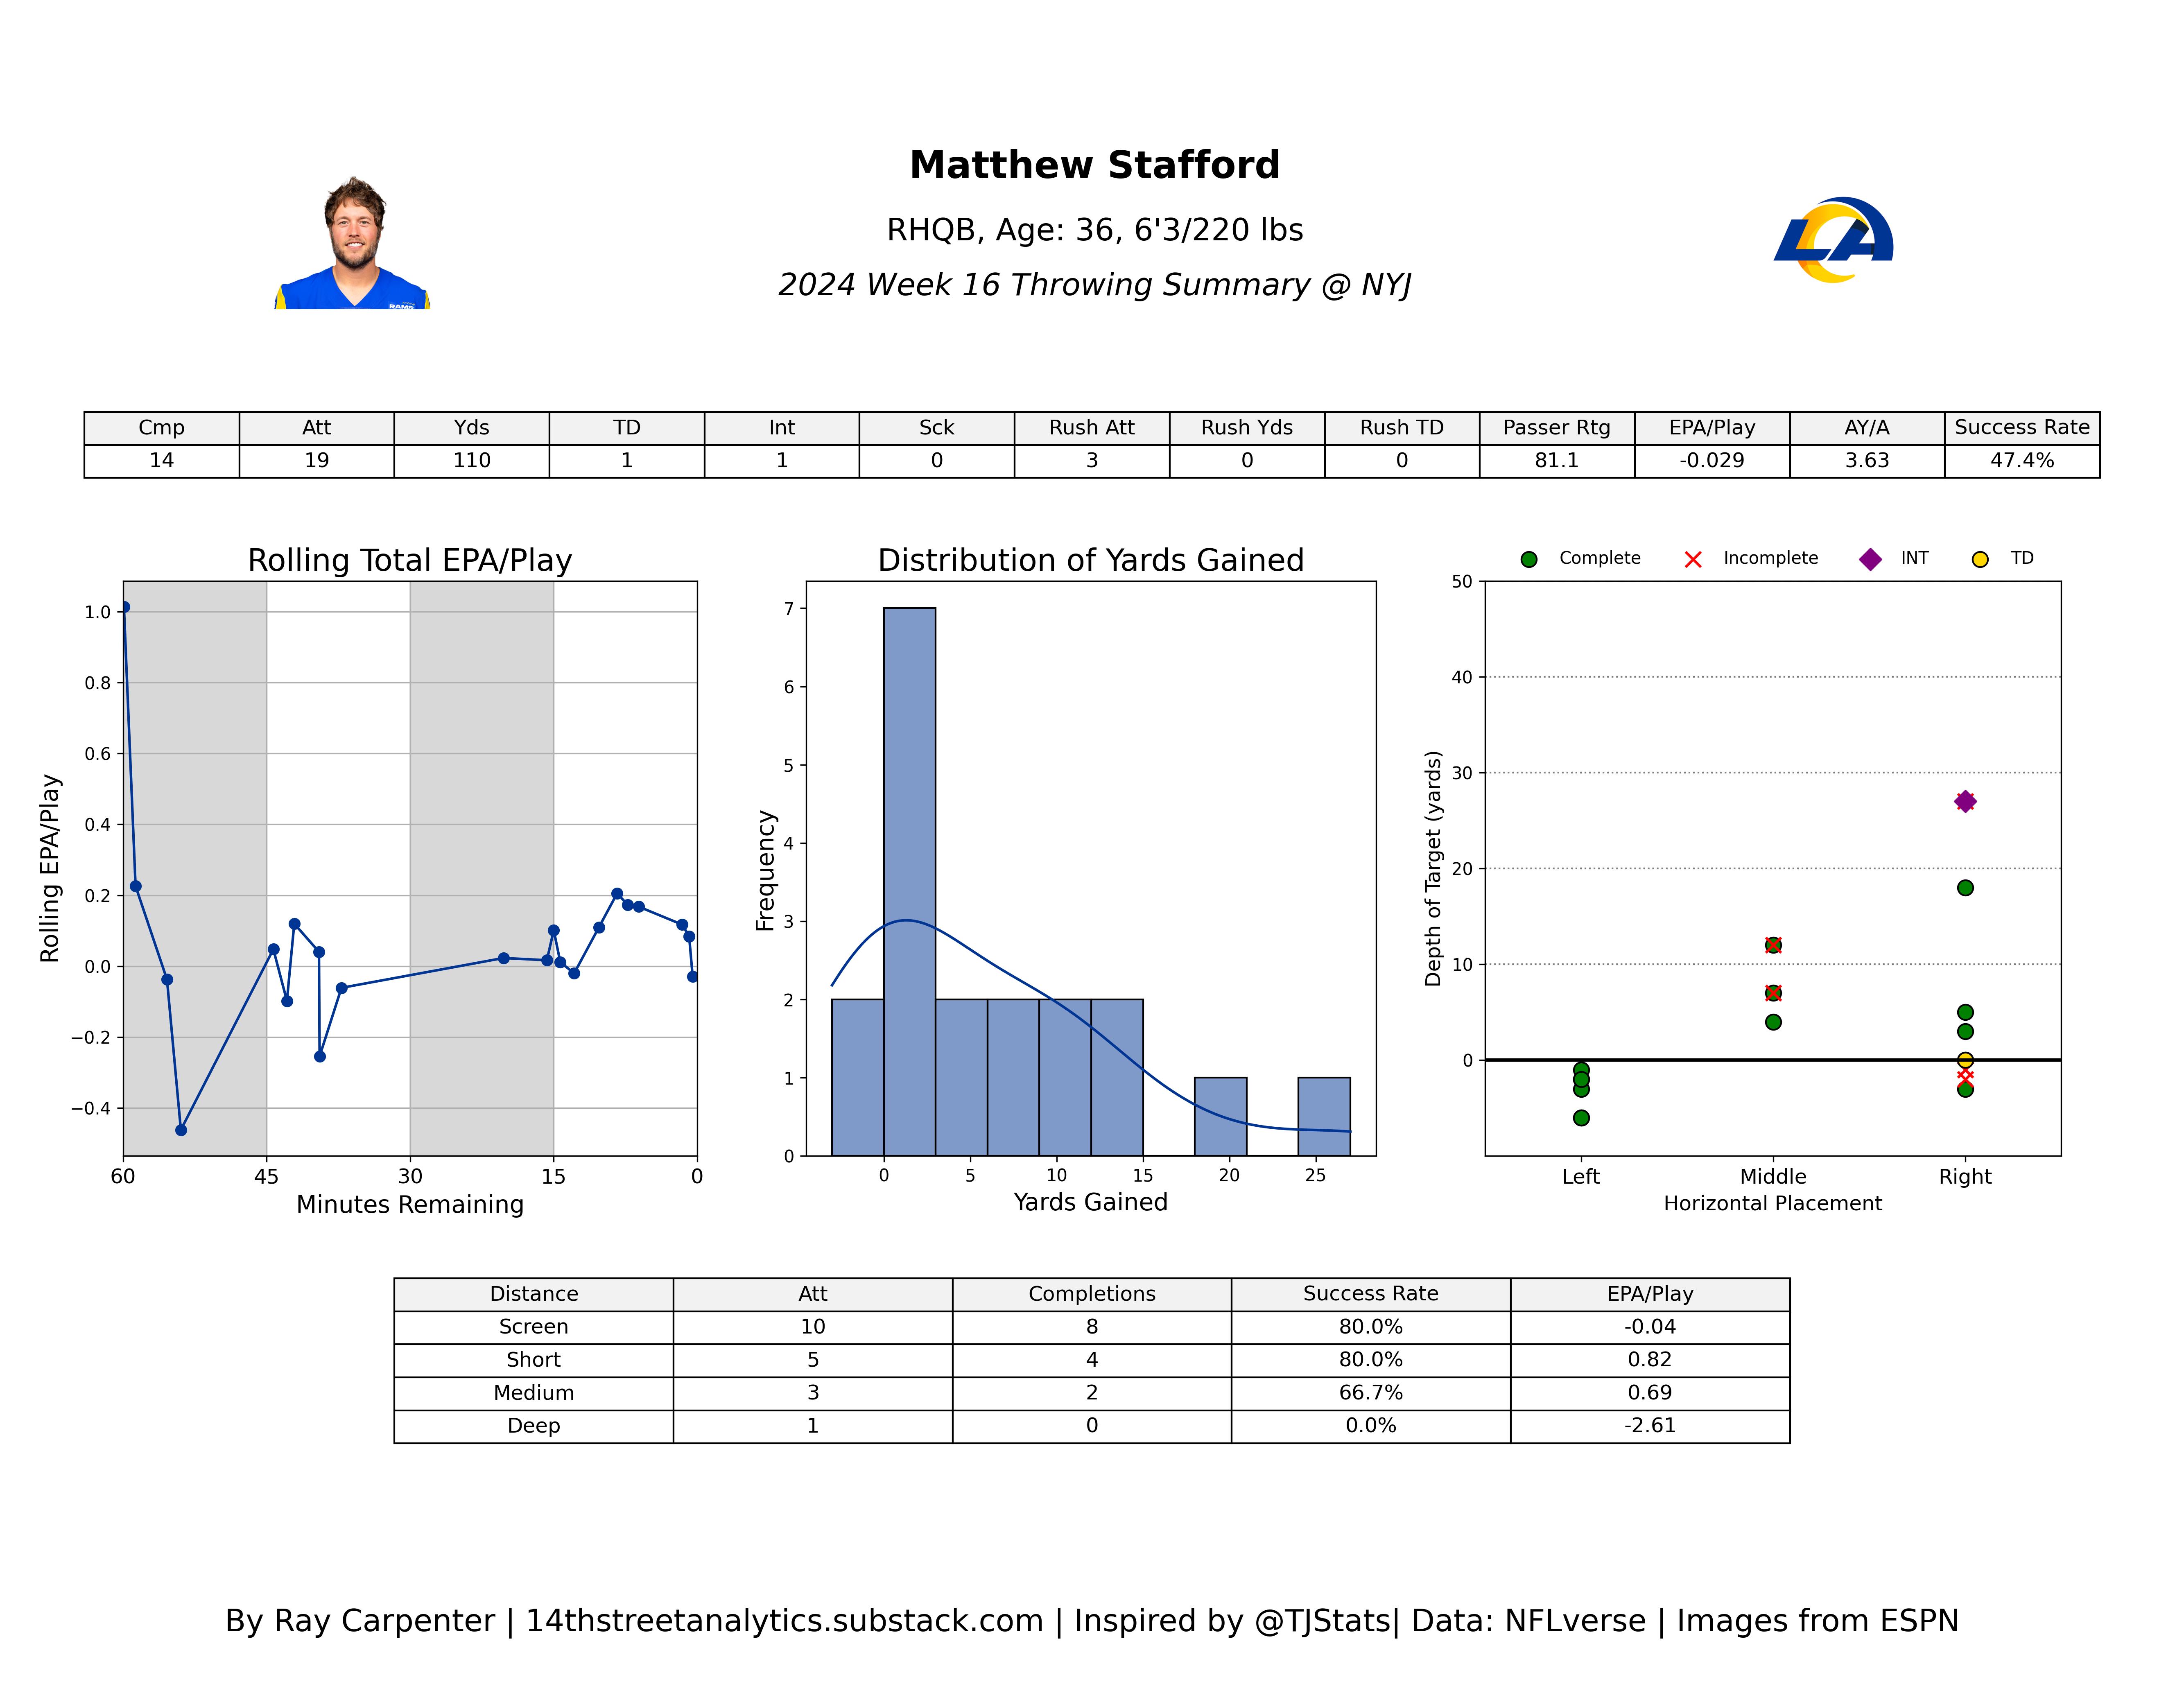 Matthew Stafford
RHQB, Age: 36, 6'3/220 lbs
2024 Week 16 Throwing Summary @ NYJ
RAMS
LA
Cmp Att Yds TD Int Sck Rush Att Rush Yds Rush TD Passer Rtg EPA/Play AY/A Success Rate
14 19 110 1 1 0 3 0 0 81.1 -0.029 3.63 47.4%
Rolling Total EPA/Play
1.0
0.8
0.6
0.4
0.2
0.0
−0.2
−0.4
Rolling EPA/Play
60 45 30 15 0
Minutes Remaining
Distribution of Yards Gained
7
6
5
4
3
2
1
0
Frequency
0 5 10 15 20 25
Yards Gained
Complete Incomplete INT TD
50
40
30
20
10
0
Depth of Target (yards)
Left Middle Right
Horizontal Placement
Distance Att Completions Success Rate EPA/Play
Screen 10 8 80.0% -0.04
Short 5 4 80.0% 0.82
Medium 3 2 66.7% 0.69
Deep 1 0 0.0% -2.61
By Ray Carpenter | 14thstreetanalytics.substack.com | Inspired by @TJStats| Data: NFLverse | Images from ESPN